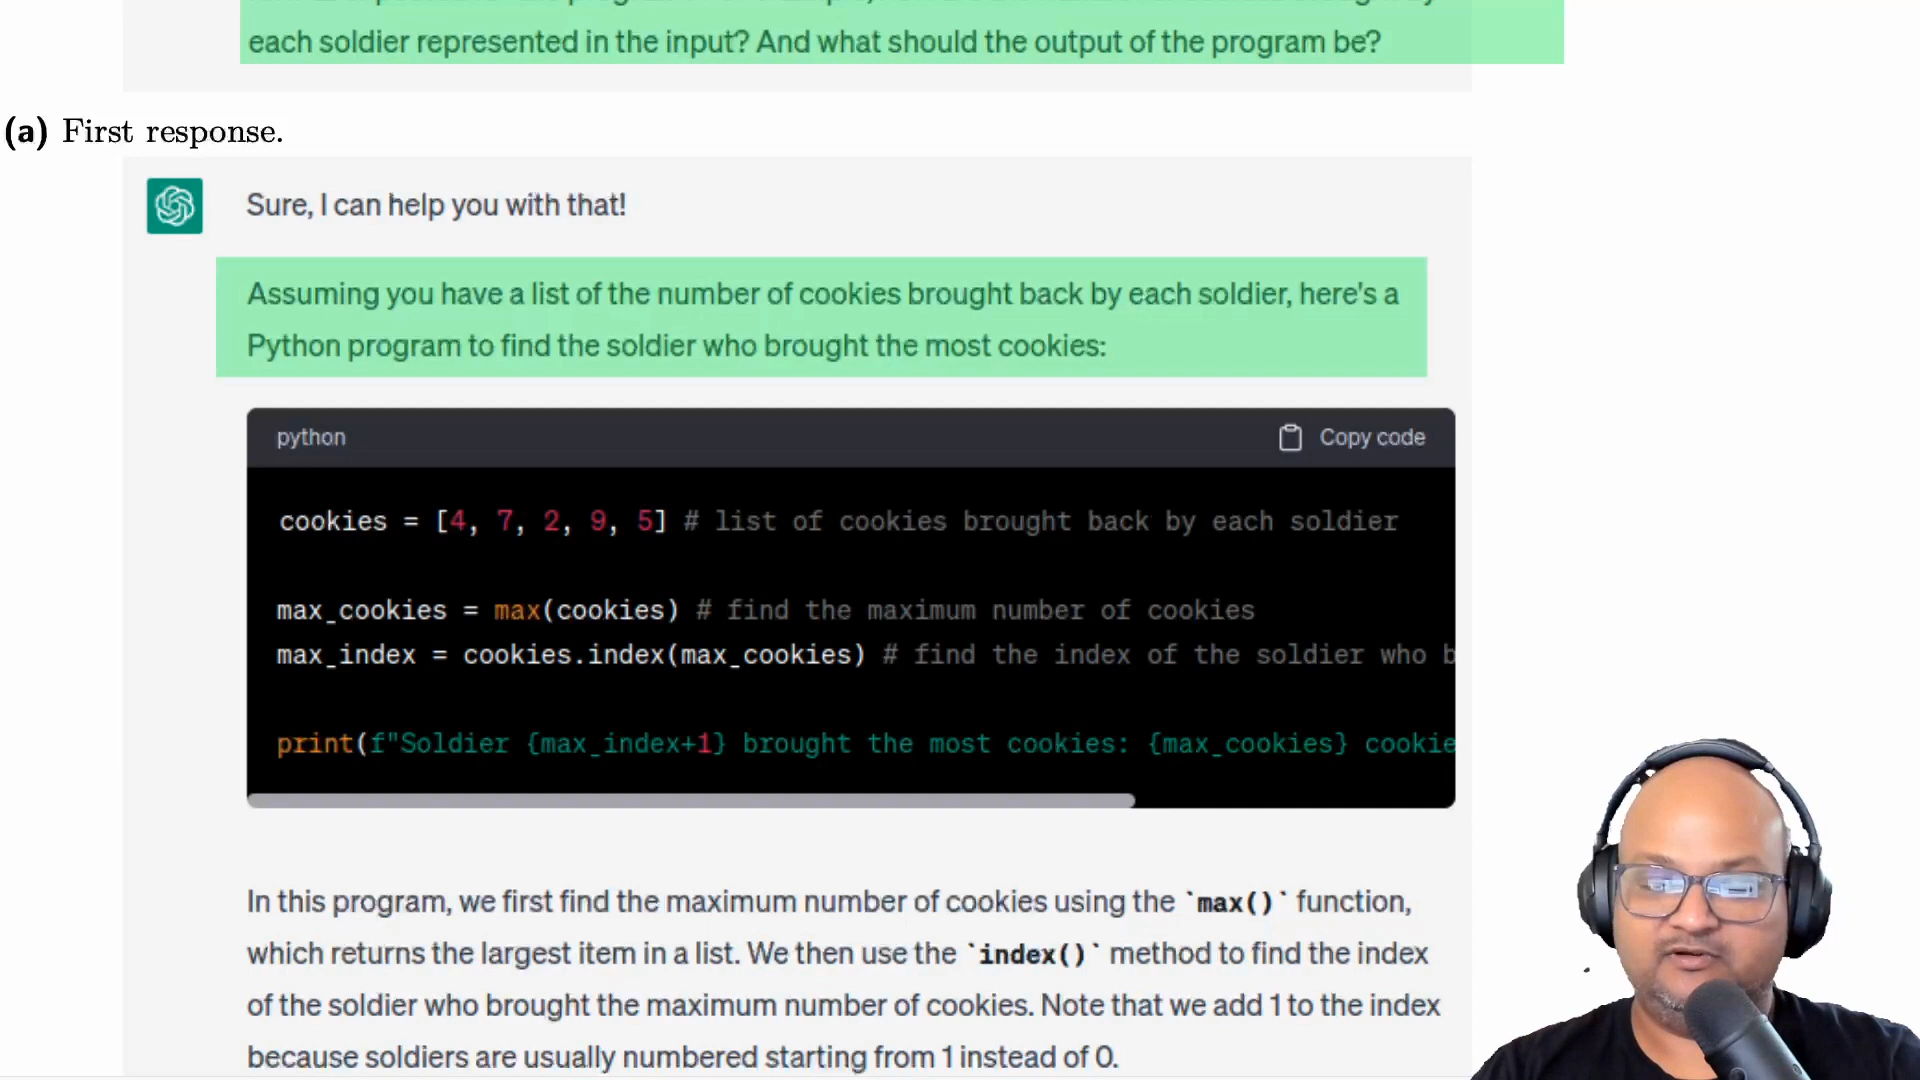 each soldier represented in the input? And what should the output of the program be?
(a) First response.
Sure, I can help you with that!
Assuming you have a list of the number of cookies brought back by each soldier, here's a
Python program to find the soldier who brought the most cookies:
python
Copy code
cookies = [4, 7, 2, 9, 5] # list of cookies brought back by each soldier
max_cookies = max(cookies) # find the maximum number of cookies
max_index = cookies.index(max_cookies) # find the index of the soldier who b
print(f"Soldier {max_index+1} brought the most cookies: {max_cookies} cookie
In this program, we first find the maximum number of cookies using the `max()` function,
which returns the largest item in a list. We then use the `index()` method to find the index
of the soldier who brought the maximum number of cookies. Note that we add 1 to the index
because soldiers are usually numbered starting from 1 instead of 0.